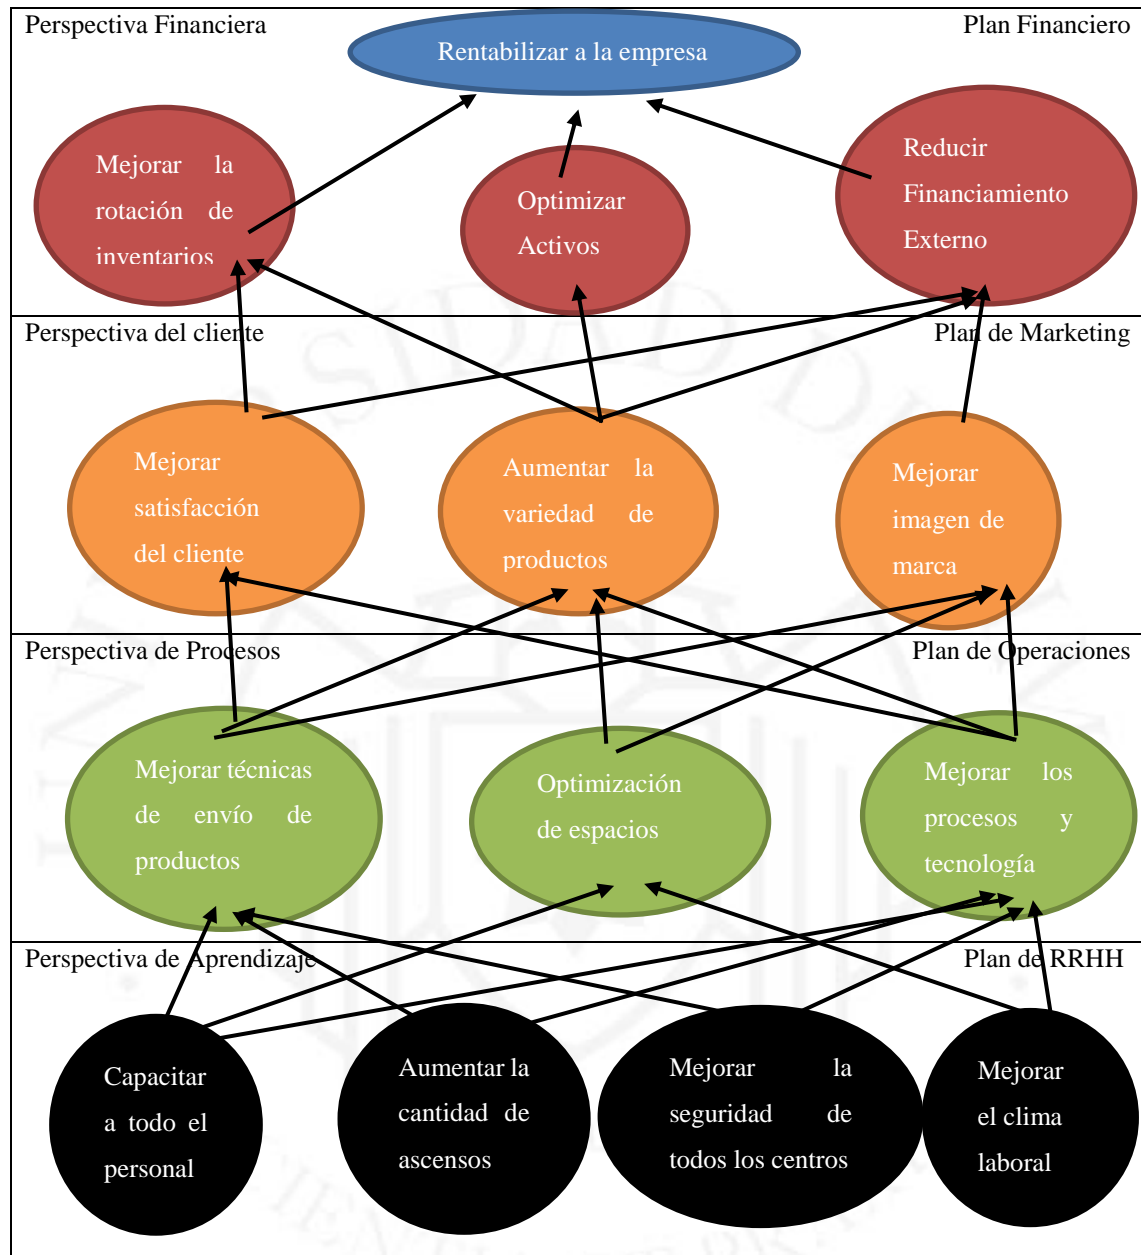 Perspectiva Financiera
Plan Financiero
Rentabilizar a la empresa
Mejorar la
rotación de
inventarios
Optimizar
Activos
Reducir
Financiamiento
Externo
Perspectiva del cliente
Plan de Marketing
Mejorar
satisfacción
del cliente
Aumentar la
variedad de
productos
Mejorar
imagen de
marca
Perspectiva de Procesos
Plan de Operaciones
Mejorar técnicas
de envío de
productos
Optimización
de espacios
Mejorar los
procesos y
tecnología
Perspectiva de Aprendizaje
Plan de RRHH
Capacitar
a todo el
personal
Aumentar la
cantidad de
ascensos
Mejorar la
seguridad de
todos los centros
Mejorar
el clima
laboral